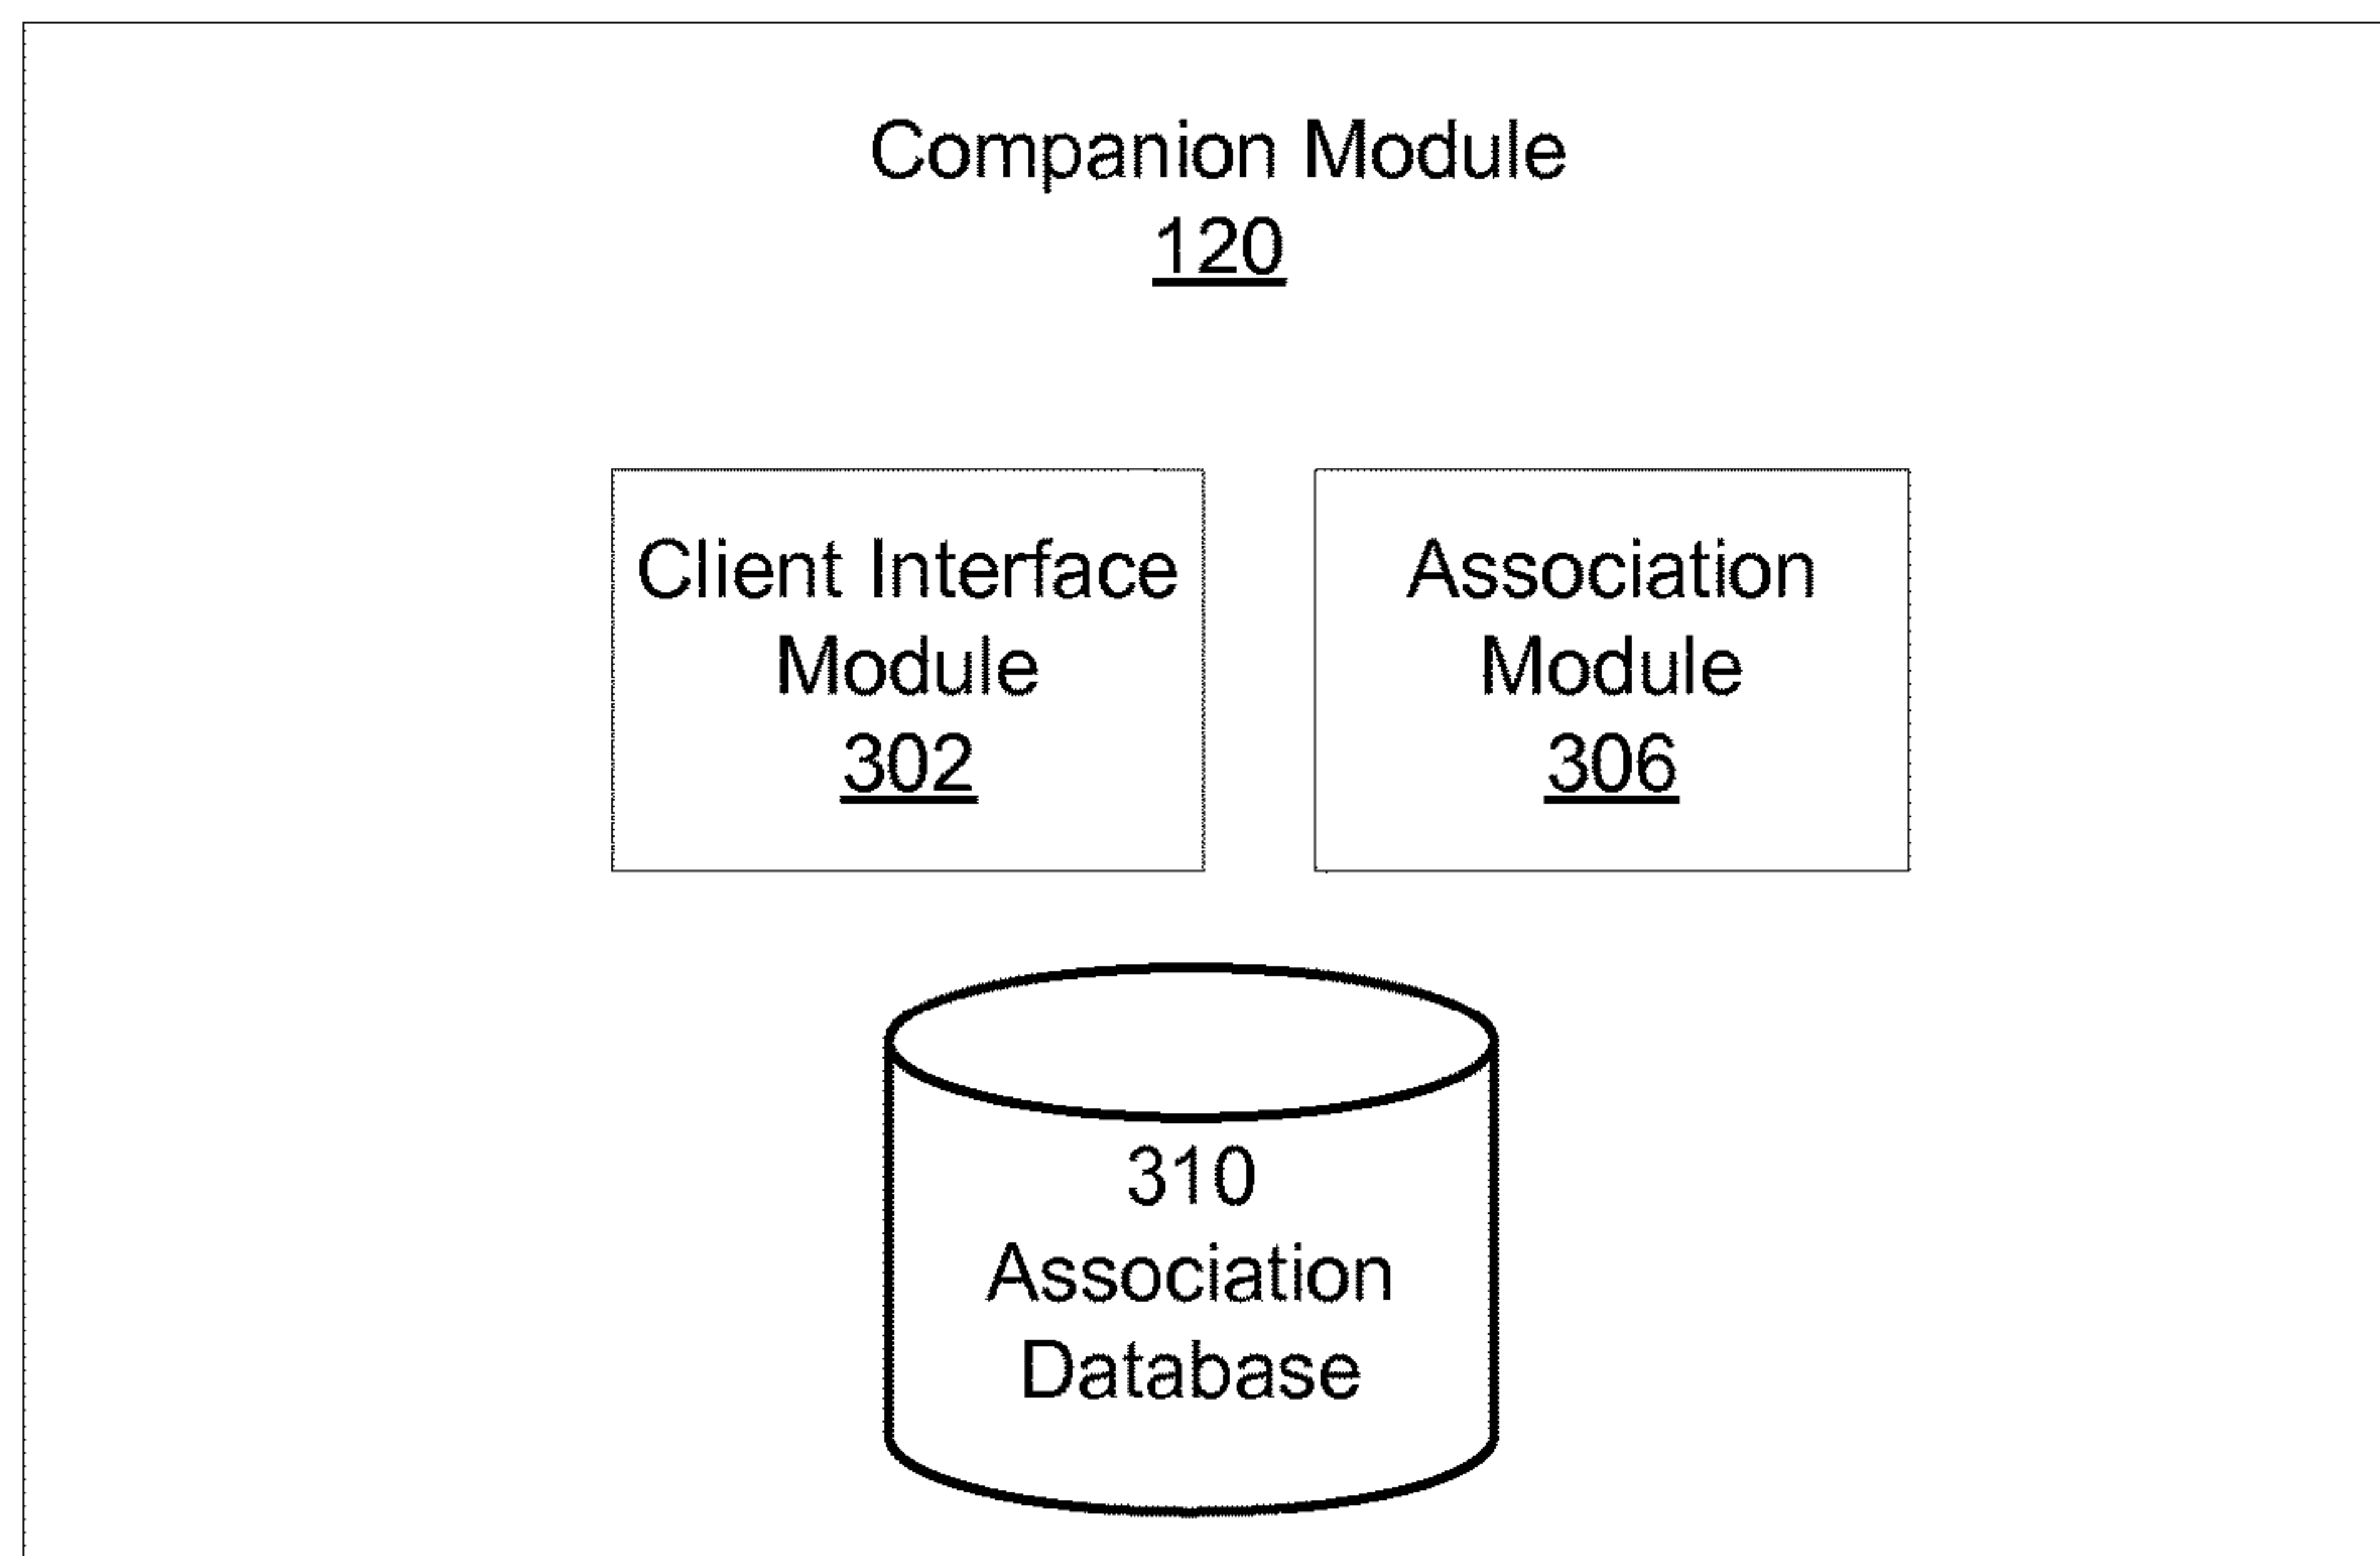 Companion Module
120
Client Interface
Module
302
Association
Module
306
310
Association
Database